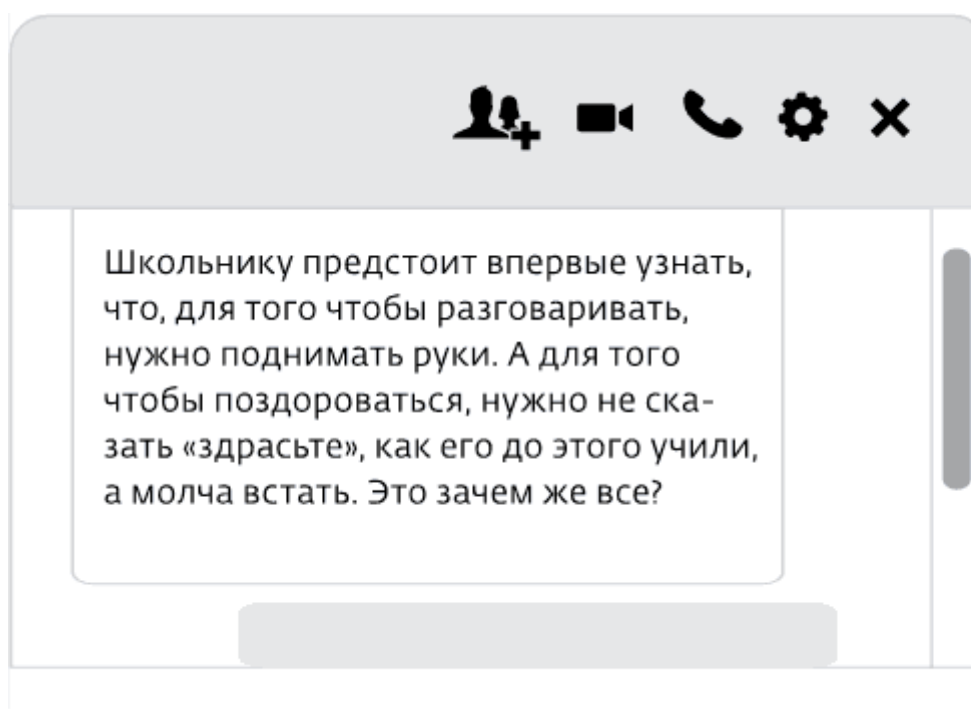 Школьнику предстоит впервые узнать,
что, для того чтобы разговаривать,
нужно поднимать руки. А для того
чтобы поздороваться, нужно не ска-
зать «здрасьте», как его до этого учили,
а молча встать. Это зачем же все?